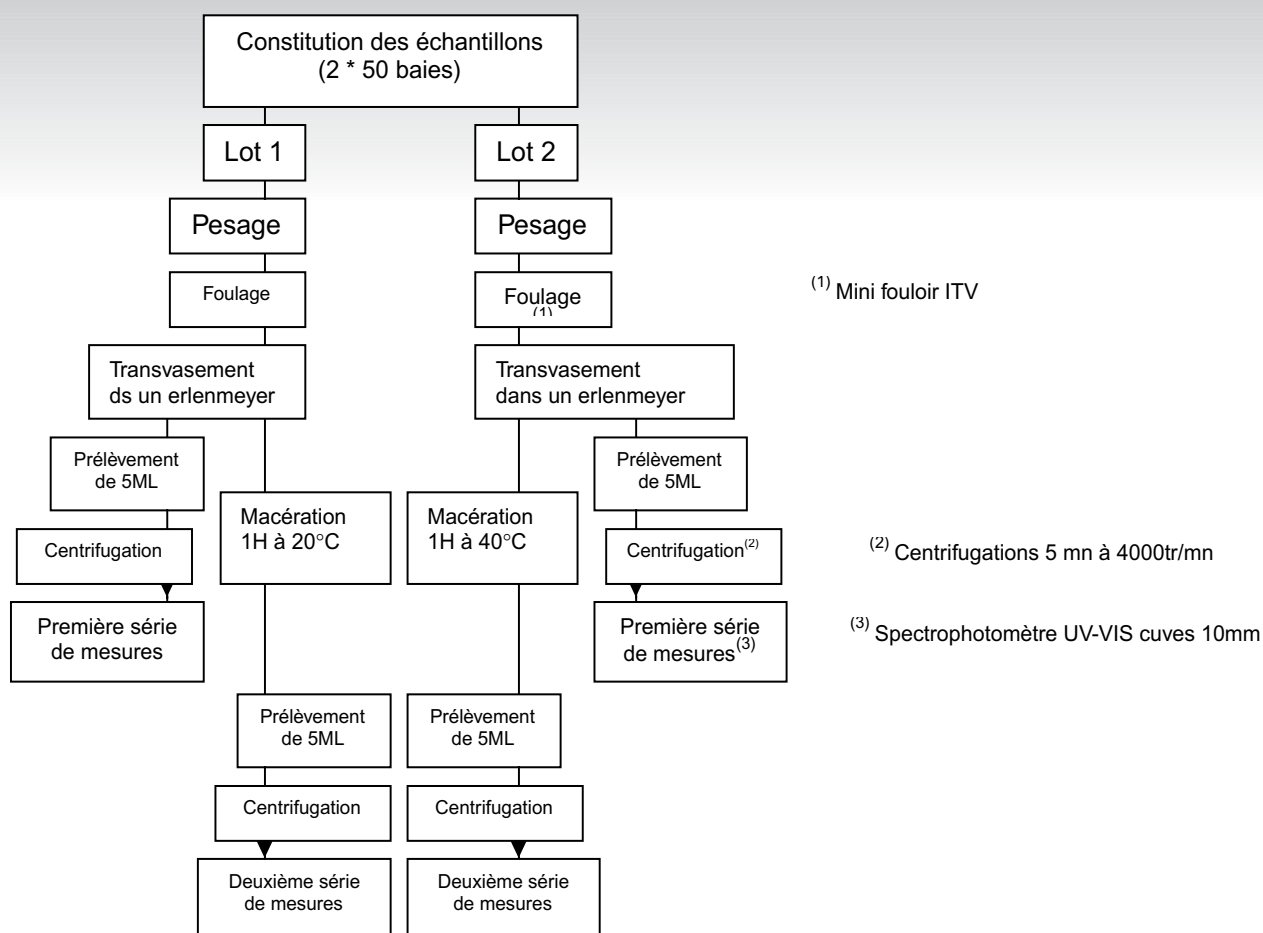 Constitution des échantillons
(2 * 50 baies)
Lot 1
Lot 2
Pesage
Pesage
Foulage
Foulage
(1)
(1) Mini fouloir ITV
Transvasement
ds un erlenmeyer
Transvasement
dans un erlenmeyer
Prélèvement
de 5ML
Prélèvement
de 5ML
Macération
1H à 20°C
Macération
1H à 40°C
Centrifugation
Centrifugation(2)
(2) Centrifugations 5 mn à 4000tr/mn
Première série
de mesures
Première série
de mesures(3)
(3) Spectrophotomètre UV-VIS cuves 10mm
Prélèvement
de 5ML
Prélèvement
de 5ML
Centrifugation
Centrifugation
Deuxième série
de mesures
Deuxième série
de mesures